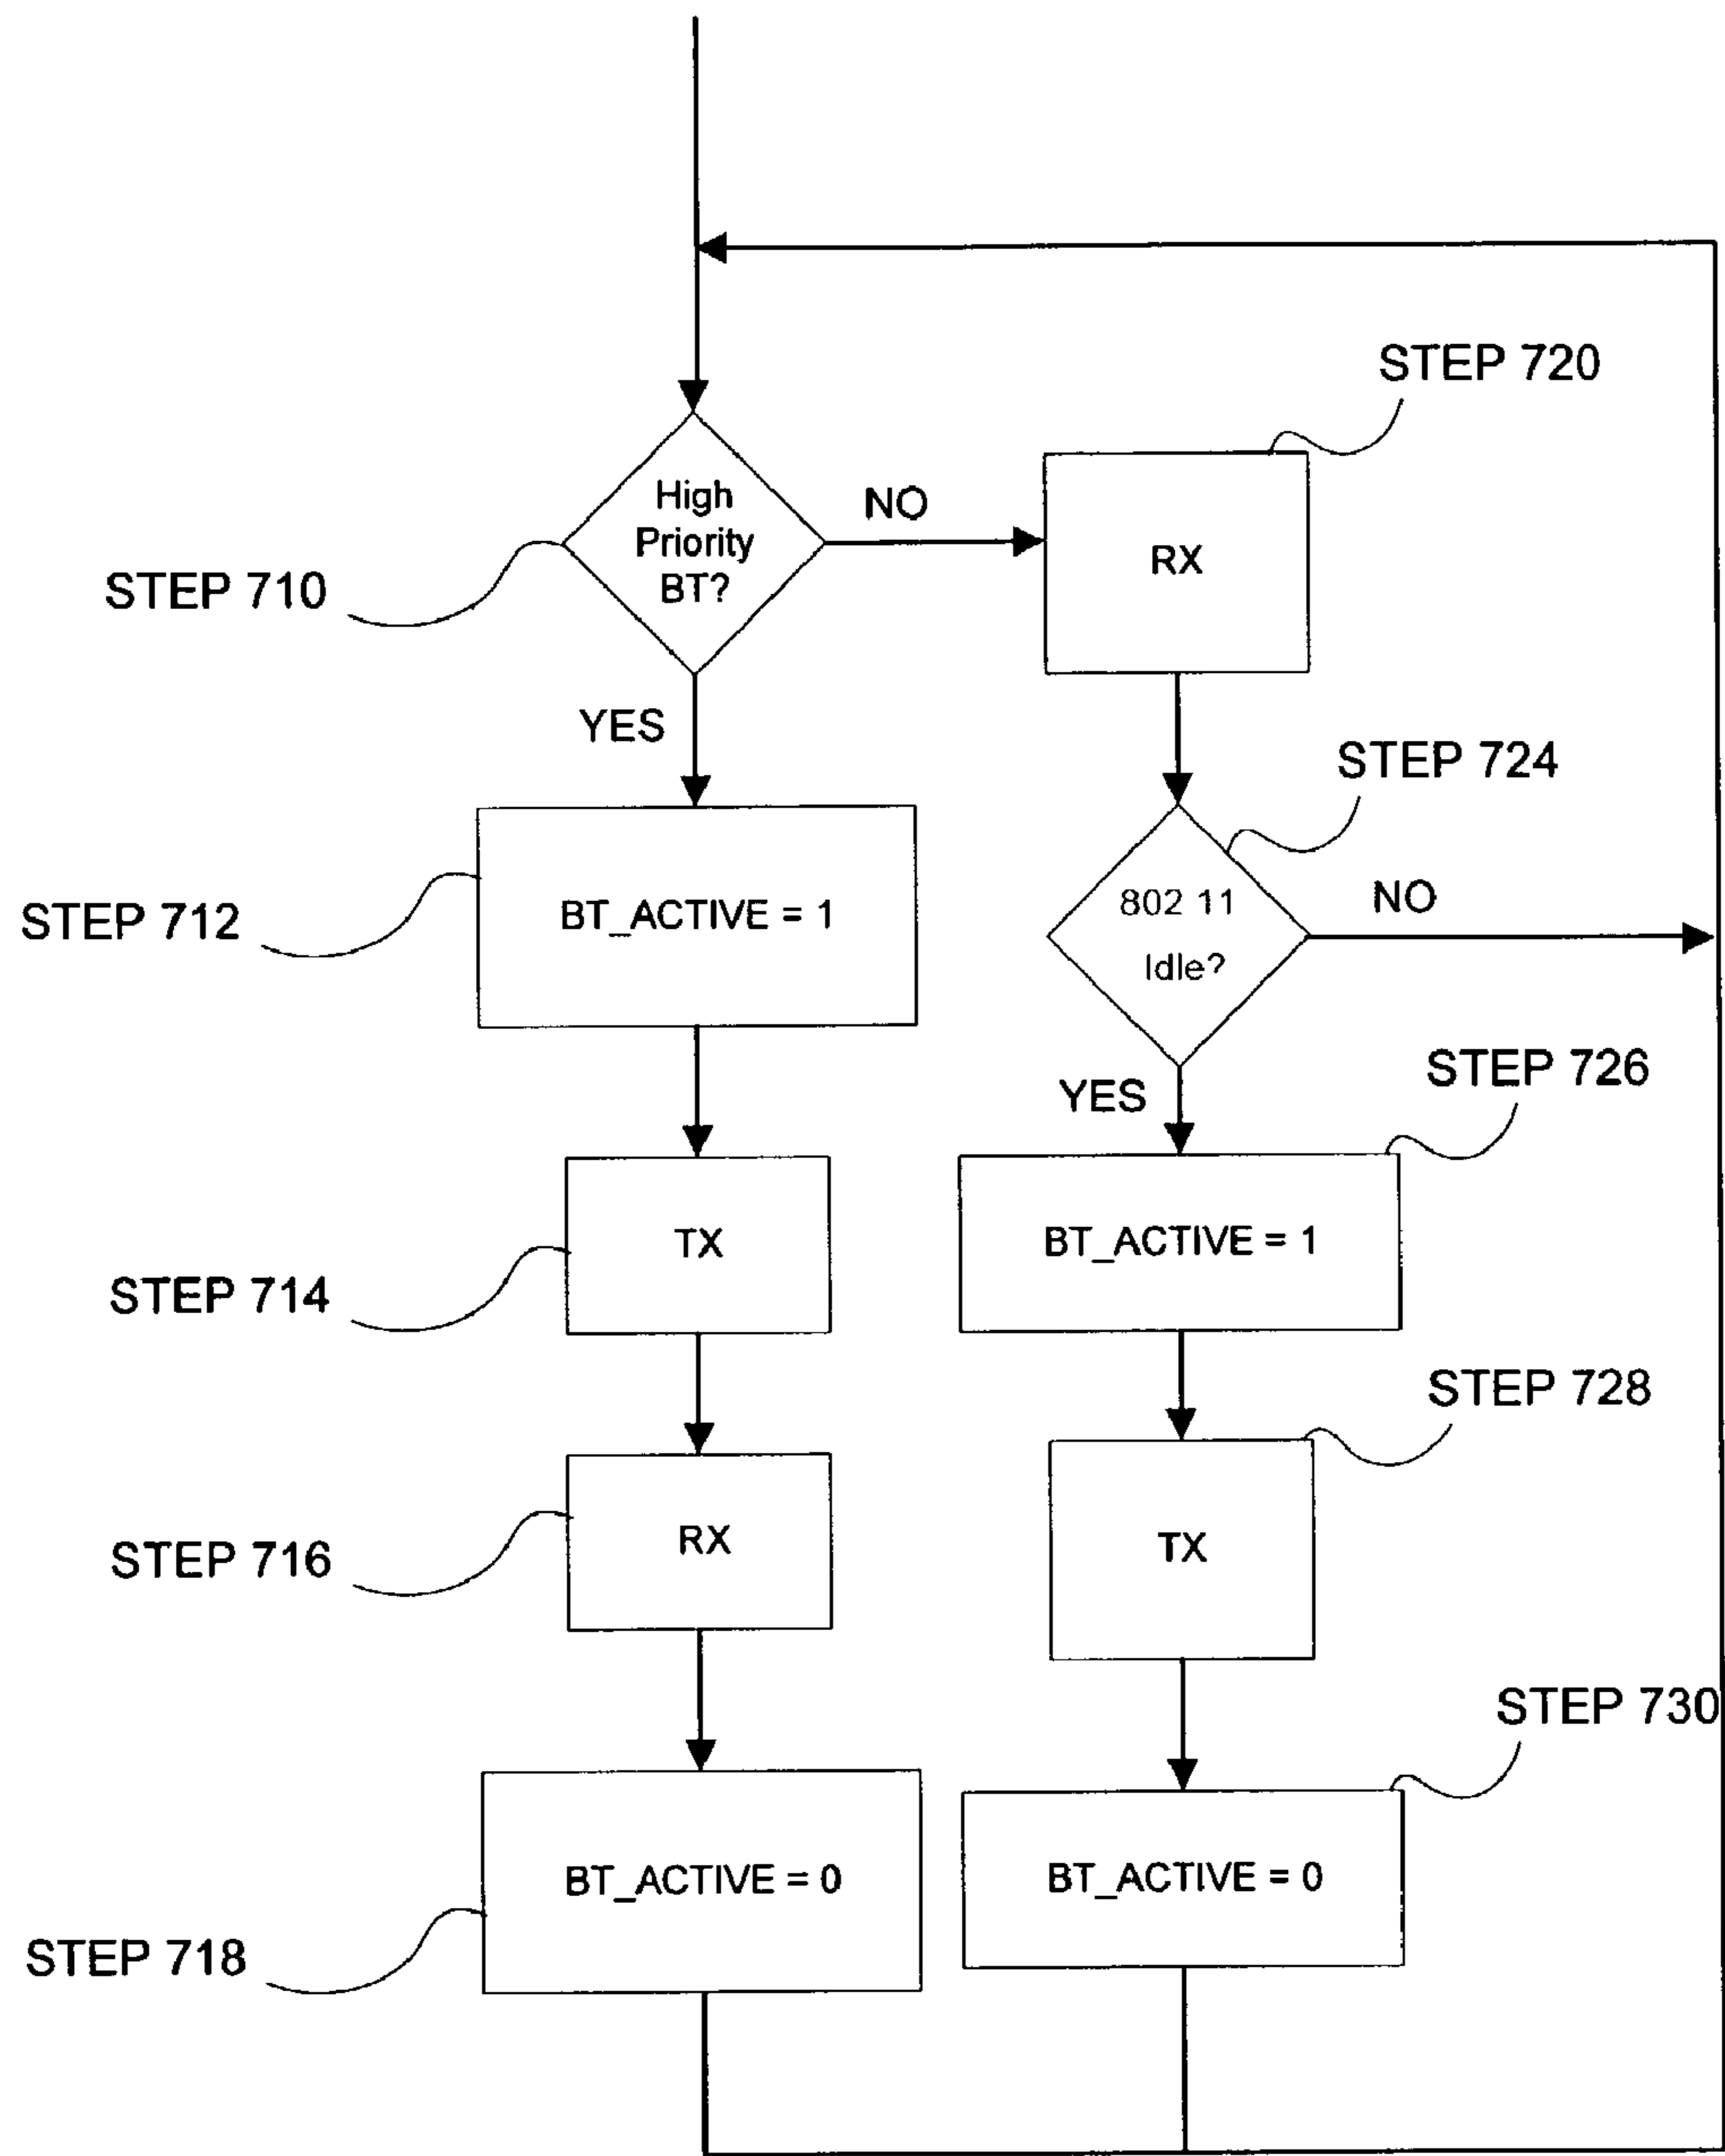 STEP 720
High
Priority
BT?
NO
RX
STEP 710
YES
STEP 724
802 11
Idle?
NO
STEP 712
BT_ACTIVE = 1
YES
STEP 726
TX
BT_ACTIVE = 1
STEP 714
STEP 728
RX
TX
STEP 716
STEP 730
BT_ACTIVE = 0
BT_ACTIVE = 0
STEP 718